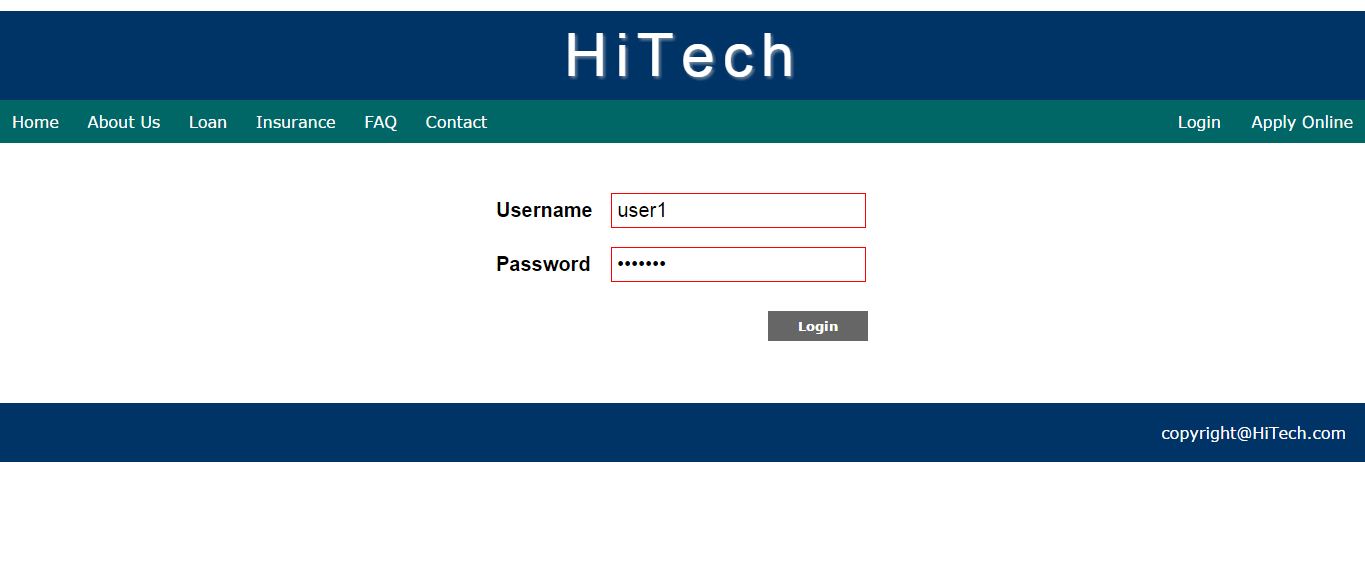 HiTech
Home About Us Loan Insurance FAQ Contact Login Apply Online
Username user1
Password •••••••
Login
copyright@HiTech.com